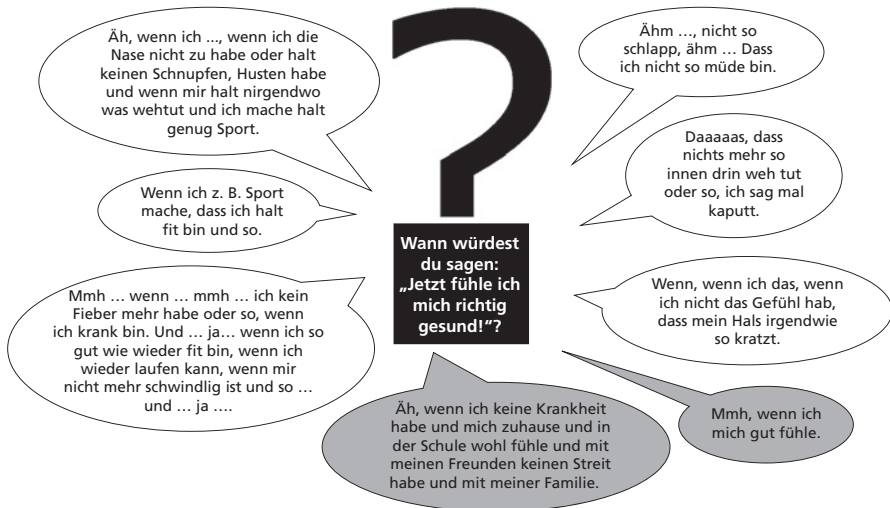 Äh, wenn ich ..., wenn ich die
Nase nicht zu habe oder halt
keinen Schnupfen, Husten habe
und wenn mir halt nirgendwo
was wehtut und ich mache halt
genug Sport.
?
Ähm ..., nicht so
schlapp, ähm ... Dass
ich nicht so müde bin.
Wenn ich z. B. Sport
mache, dass ich halt
fit bin und so.
Daaaaas, dass
nichts mehr so
innen drin weh tut
oder so, ich sag mal
kaputt.
Wann würdest
du sagen:
„Jetzt fühle ich
mich richtig
gesund!“?
Mmh ... wenn ... mmh ... ich kein
Fieber mehr habe oder so, wenn
ich krank bin. Und ... ja... wenn ich so
gut wie wieder fit bin, wenn ich
wieder laufen kann, wenn mir
nicht mehr schwindlig ist und so ...
und ... ja ....
Wenn, wenn ich das, wenn
ich nicht das Gefühl hab,
dass mein Hals irgendwie
so kratzt.
Äh, wenn ich keine Krankheit
habe und mich zuhause und in
der Schule wohl fühle und mit
meinen Freunden keinen Streit
habe und mit meiner Familie.
Mmh, wenn ich
mich gut fühle.